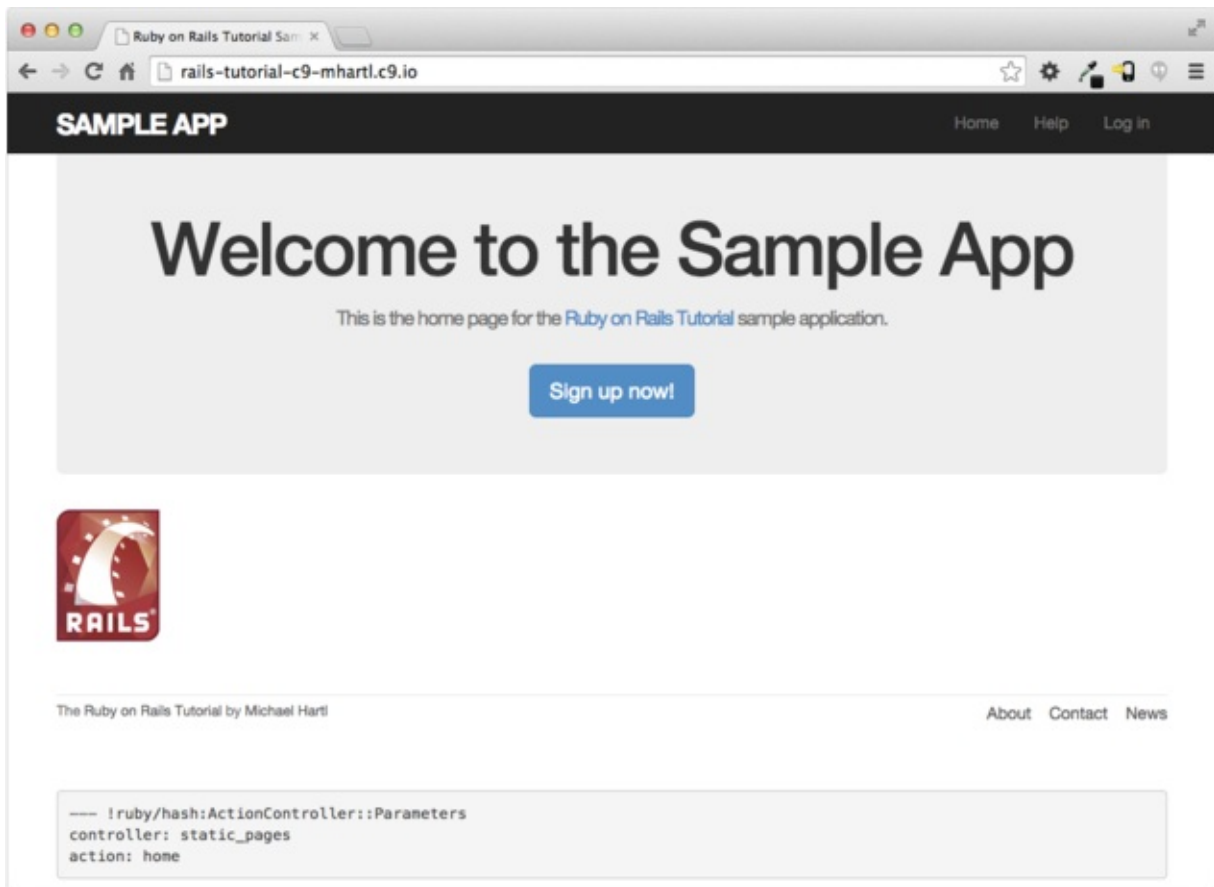 Ruby on Rails Tutorial Sam
rails-tutorial-c9-mhartl.c9.io
SAMPLE APP
Home Help Log in
Welcome to the Sample App
This is the home page for the Ruby on Rails Tutorial sample application.
Sign up now!
RAILS
The Ruby on Rails Tutorial by Michael Hartl
About Contact News
--- !ruby/hash:ActionController::Parameters
controller: static_pages
action: home